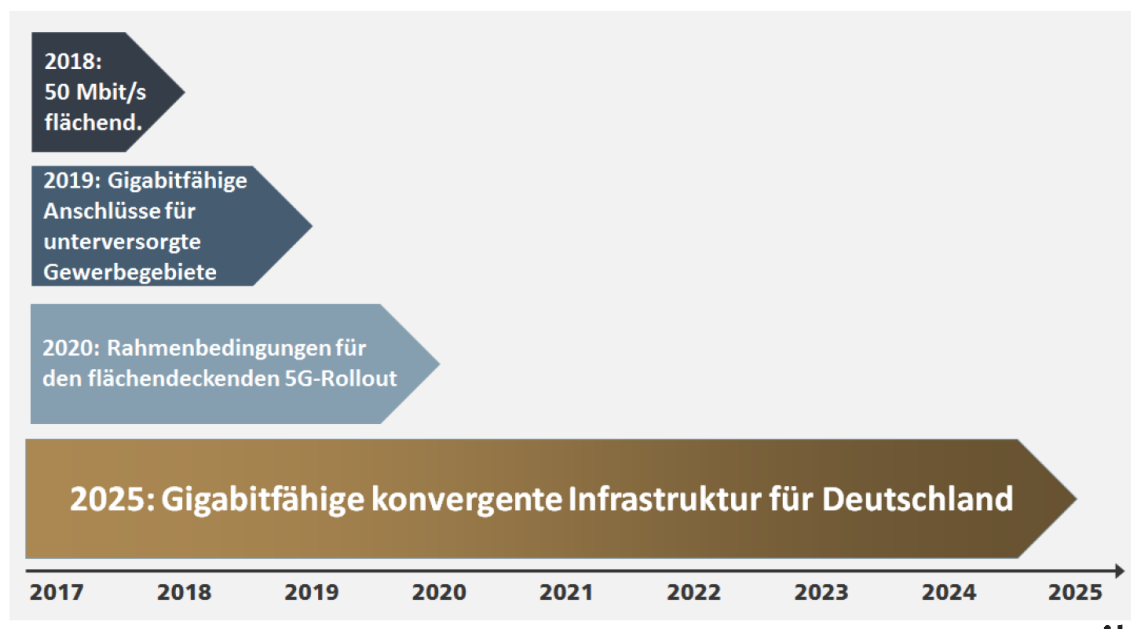 2018:
50 Mbit/s
flächend.
2019: Gigabitfähige
Anschlüsse für
unterversorgte
Gewerbegebiete
2020: Rahmenbedingungen für
den flächendeckenden 5G-Rollout
2025: Gigabitfähige konvergente Infrastruktur für Deutschland
2017 2018 2019 2020 2021 2022 2023 2024 2025